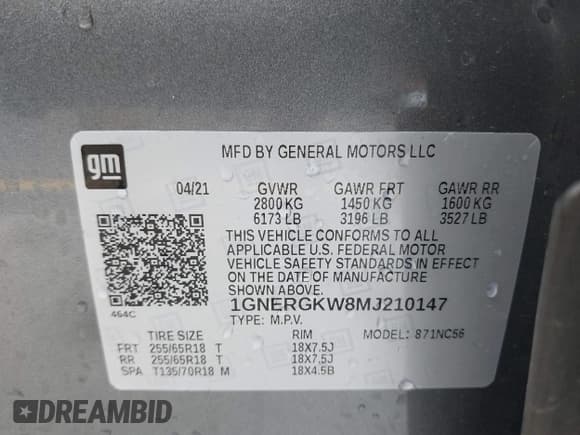 gm
MFD BY GENERAL MOTORS LLC
04/21 GVWR GAWR FRT GAWR RR
2800 KG 1450 KG 1600 KG
6173 LB 3196 LB 3527 LB
THIS VEHICLE CONFORMS TO ALL
APPLICABLE U.S. FEDERAL MOTOR
VEHICLE SAFETY STANDARDS IN EFFECT
ON THE DATE OF MANUFACTURE
SHOWN ABOVE.
464C
1GNERGKW8MJ210147
TYPE: M.P.V. MODEL: 871NC56
TIRE SIZE RIM
FRT 255/65R18 T 18X7.5J
RR 255/65R18 T 18X7.5J
SPA T135/70R18 M 18X4.5B
DREAMBID